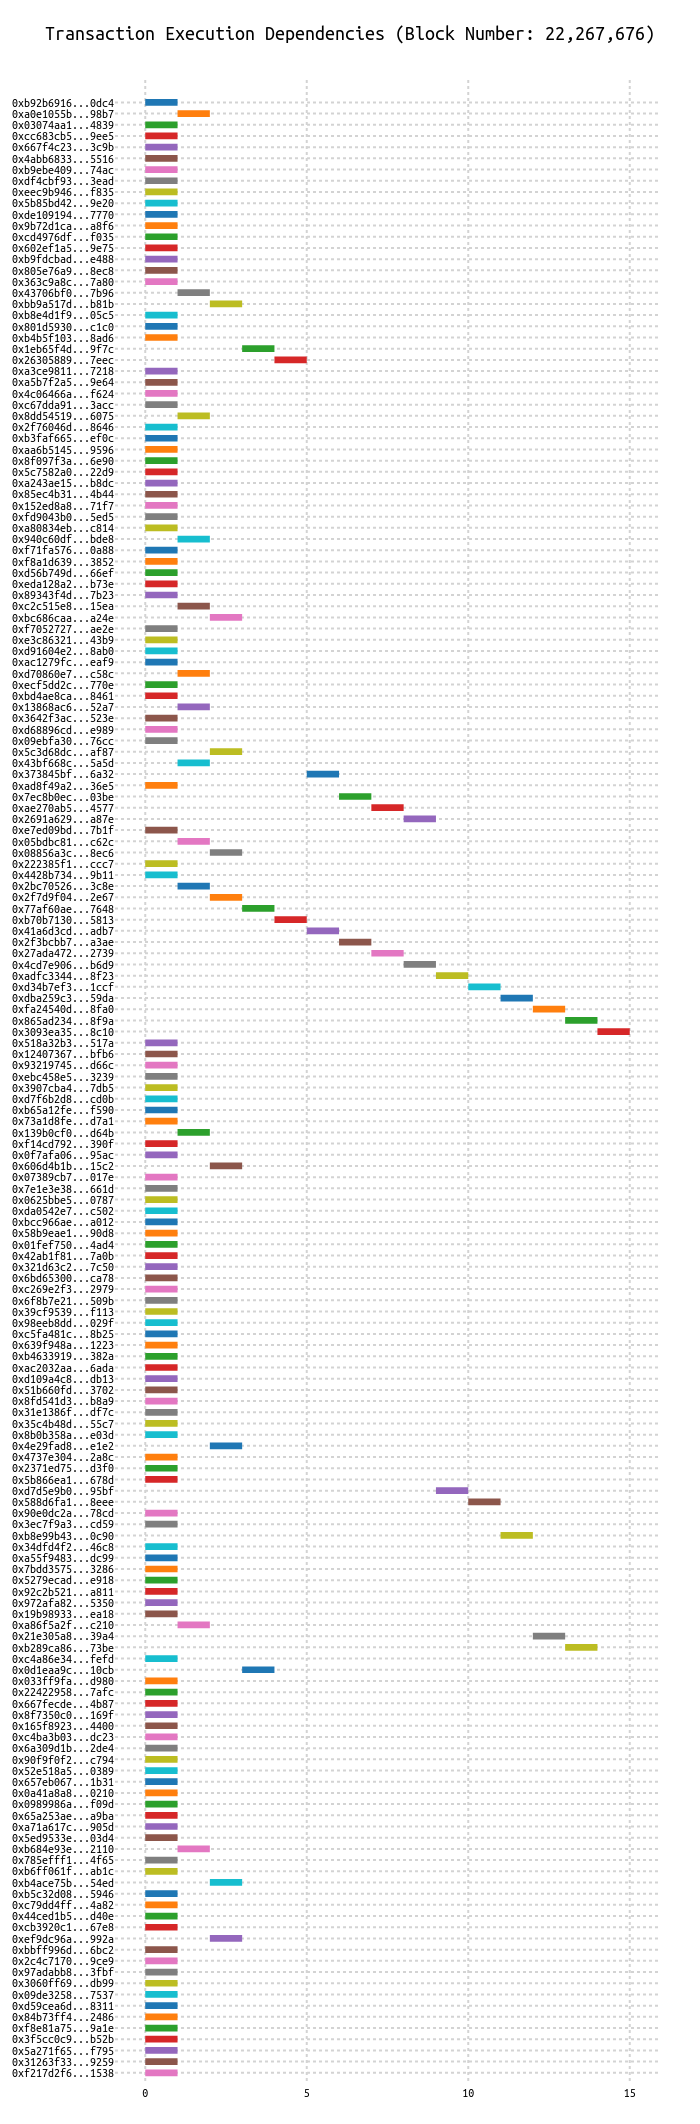 Transaction Execution Dependencies (Block Number: 22,267,676)
0xb92b6916...0dc4
0xa0e1055b...98b7
0x03074aa1...4839
0xcc683cb5...9ee5
0x667f4c23...3c9b
0x4abb6833...5516
0xb9ebe409...74ac
0xdf4cbf93...3ead
0xeec9b946...f835
0x5b85bd42...9e20
0xde109194...7770
0x9b72d1ca...a8f6
0xcd4976df...f035
0x602ef1a5...9e75
0xb9fdcbad...e488
0x805e76a9...8ec8
0x363c9a8c...7a80
0x43706bf0...7b96
0xbb9a517d...b81b
0xb8e4d1f9...05c5
0x801d5930...c1c0
0xb4b5f103...8ad6
0x1eb65f4d...9f7c
0x26305889...7eec
0xa3ce9811...7218
0xa5b7f2a5...9e64
0x4c06466a...f624
0xc67dda91...3acc
0x8dd54519...6075
0x2f76046d...8646
0xb3faf665...ef0c
0xaa6b5145...9596
0x8f097f3a...6e90
0x5c7582a0...22d9
0xa243ae15...b8dc
0x85ec4b31...4b44
0x152ed8a8...71f7
0xfd9043b0...5ed5
0xa80834eb...c814
0x940c60df...bde8
0xf71fa576...0a88
0xf8a1d639...3852
0xd56b749d...66ef
0xeda128a2...b73e
0x89343f4d...7b23
0xc2c515e8...15ea
0xbc686caa...a24e
0xf7052727...ae2e
0xe3c86321...43b9
0xd91604e2...8ab0
0xac1279fc...eaf9
0xd70860e7...c58c
0xecf5dd2c...770e
0xbd4ae8ca...8461
0x13868ac6...52a7
0x3642f3ac...523e
0xd68896cd...e989
0x09ebfa30...76cc
0x5c3d68dc...af87
0x43bf668c...5a5d
0x373845bf...6a32
0xad8f49a2...36e5
0x7ec8b0ec...03be
0xae270ab5...4577
0x2691a629...a87e
0xe7ed09bd...7b1f
0x05bdbc81...c62c
0x08856a3c...8ec6
0x222385f1...ccc7
0x4428b734...9b11
0x2bc70526...3c8e
0x2f7d9f04...2e67
0x77af60ae...7648
0xb70b7130...5813
0x41a6d3cd...adb7
0x2f3bcbb7...a3ae
0x27ada472...2739
0x4cd7e906...b6d9
0xadfc3344...8f23
0xd34b7ef3...1ccf
0xdba259c3...59da
0xfa24540d...8fa0
0x865ad234...8f9a
0x3093ea35...8c10
0x518a32b3...517a
0x12407367...bfb6
0x93219745...d66c
0xebc458e5...3239
0x3907cba4...7db5
0xd7f6b2d8...cd0b
0xb65a12fe...f590
0x73a1d8fe...d7a1
0x139b0cf0...d64b
0xf14cd792...390f
0x0f7afa06...95ac
0x606d4b1b...15c2
0x07389cb7...017e
0x7e1e3e38...661d
0x0625bbe5...0787
0xda0542e7...c502
0xbcc966ae...a012
0x58b9eae1...90d8
0x01fef750...4ad4
0x42ab1f81...7a0b
0x321d63c2...7c50
0x6bd65300...ca78
0xc269e2f3...2979
0x6f8b7e21...509b
0x39cf9539...f113
0x98eeb8dd...029f
0xc5fa481c...8b25
0x639f948a...1223
0xb4633919...382a
0xac2032aa...6ada
0xd109a4c8...db13
0x51b660fd...3702
0x8fd541d3...b8a9
0x31e1386f...df7c
0x35c4b48d...55c7
0x8b0b358a...e03d
0x4e29fad8...e1e2
0x4737e304...2a8c
0x2371ed75...d3f0
0x5b866ea1...678d
0xd7d5e9b0...95bf
0x588d6fa1...8eee
0x90e0dc2a...78cd
0x3ec7f9a3...cd59
0xb8e99b43...0c90
0x34dfd4f2...46c8
0xa55f9483...dc99
0x7bdd3575...3286
0x5279ecad...e918
0x92c2b521...a811
0x972afa82...5350
0x19b98933...ea18
0xa86f5a2f...c210
0x21e305a8...39a4
0xb289ca86...73be
0xc4a86e34...fefd
0x0d1eaa9c...10cb
0x033ff9fa...d980
0x22422958...7afc
0x667fecde...4b87
0x8f7350c0...169f
0x165f8923...4400
0xc4ba3b03...dc23
0x6a309d1b...2de4
0x90f9f0f2...c794
0x52e518a5...0389
0x657eb067...1b31
0x0a41a8a8...0210
0x0989986a...f09d
0x65a253ae...a9ba
0xa71a617c...905d
0x5ed9533e...03d4
0xb684e93e...2110
0x785efff1...4f65
0xb6ff061f...ab1c
0xb4ace75b...54ed
0xb5c32d08...5946
0xc79dd4ff...4a82
0x44ced1b5...d40e
0xcb3920c1...67e8
0xef9dc96a...992a
0xbbff996d...6bc2
0x2c4c7170...9ce9
0x97adabb8...3fbf
0x3060ff69...db99
0x09de3258...7537
0xd59cea6d...8311
0x84b73ff4...2486
0xf8e81a75...9a1e
0x3f5cc0c9...b52b
0x5a271f65...f795
0x31263f33...9259
0xf217d2f6...1538
0 5 10 15